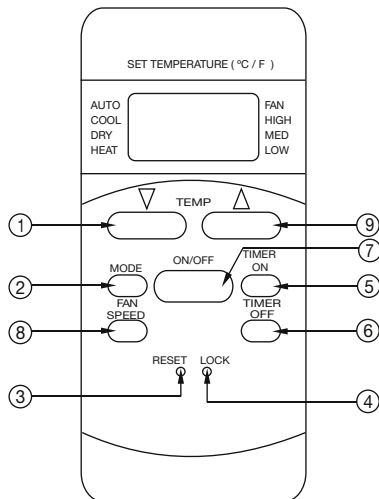 SET TEMPERATURE ( °C / F )
AUTO
COOL
DRY
HEAT
FAN
HIGH
MED
LOW
TEMP
1
9
ON/OFF
7
MODE
TIMER
ON
2
5
FAN
SPEED
TIMER
OFF
8
6
RESET LOCK
3
4